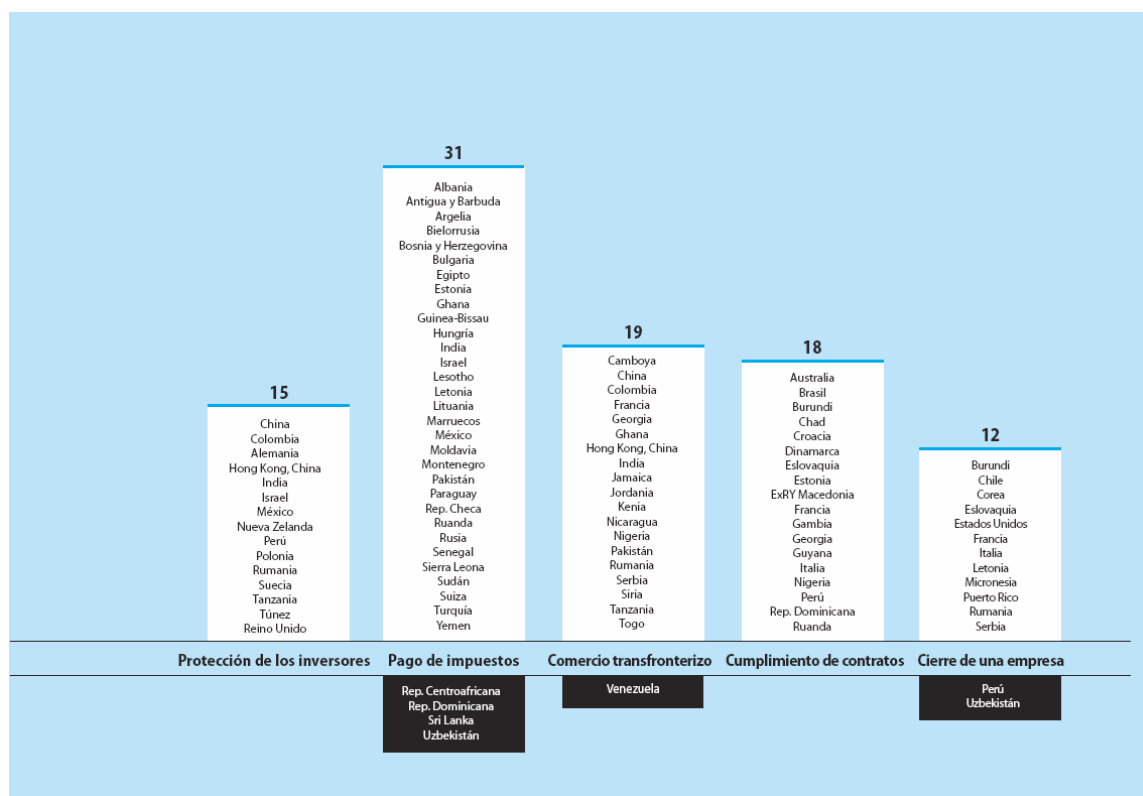 15
China
Colombia
Alemania
Hong Kong, China
India
Israel
México
Nueva Zelanda
Perú
Polonia
Rumania
Suecia
Tanzania
Túnez
Reino Unido
Protección de los inversores
31
Albania
Antigua y Barbuda
Argelia
Bielorrusia
Bosnia y Herzegovina
Bulgaria
Egipto
Estonia
Ghana
Guinea-Bissau
Hungría
India
Israel
Lesotho
Letonia
Lituania
Marruecos
México
Moldavia
Montenegro
Pakistán
Paraguay
Rep. Checa
Ruanda
Rusia
Senegal
Sierra Leona
Sudán
Suiza
Turquía
Yemen
Pago de impuestos
Rep. Centroafricana
Rep. Dominicana
Sri Lanka
Uzbekistán
19
Camboya
China
Colombia
Francia
Georgia
Ghana
Hong Kong, China
India
Jamaica
Jordania
Kenia
Nicaragua
Nigeria
Pakistán
Rumania
Serbia
Siria
Tanzania
Togo
Comercio transfronterizo
Venezuela
18
Australia
Brasil
Burundi
Chad
Croacia
Dinamarca
Eslovaquia
Estonia
ExRY Macedonia
Francia
Gambia
Georgia
Guyana
Italia
Nigeria
Perú
Rep. Dominicana
Ruanda
Cumplimiento de contratos
12
Burundi
Chile
Corea
Eslovaquia
Estados Unidos
Francia
Italia
Letonia
Micronesia
Puerto Rico
Rumania
Serbia
Cierre de una empresa
Perú
Uzbekistán